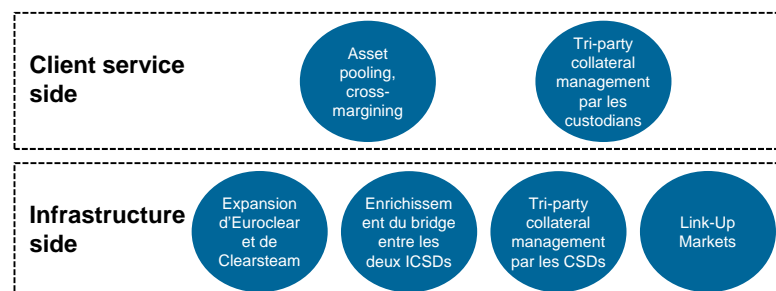 Client service
side
Asset
pooling,
cross-
margining
Tri-party
collateral
management
par les
custodians
Infrastructure
side
Expansion
d'Euroclear
et de
Clearsteam
Enrichissem
ent du bridge
entre les
deux ICSDs
Tri-party
collateral
management
par les CSDs
Link-Up
Markets